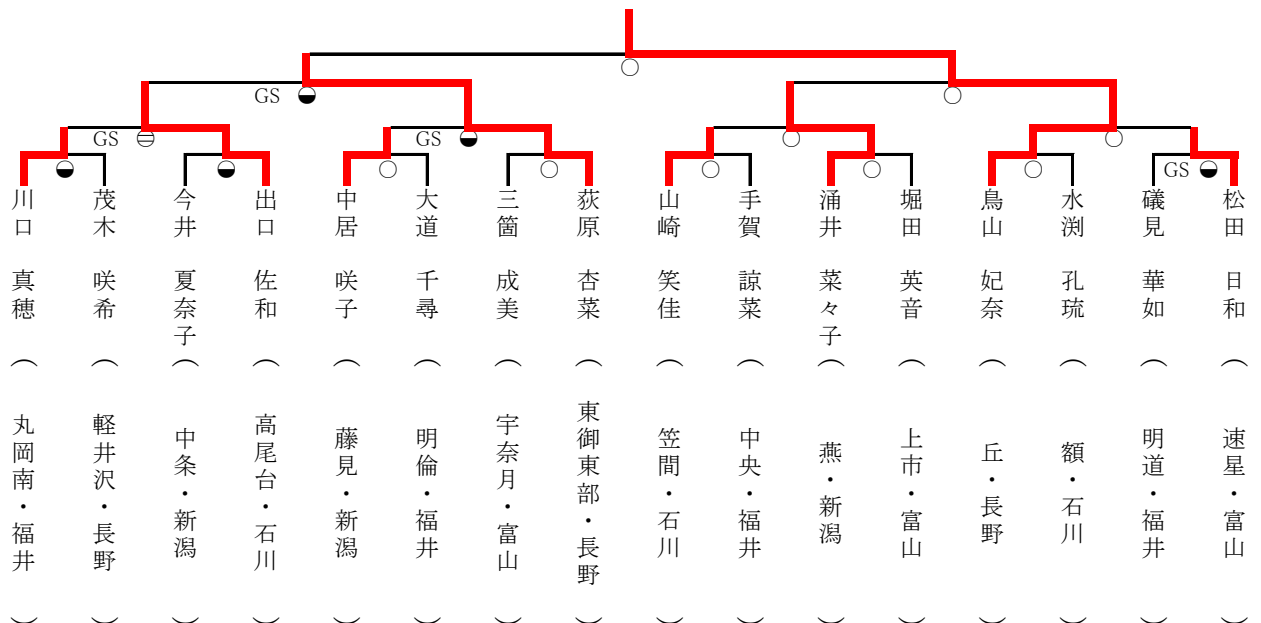 GS
GS
GS
GS
川口 真穂 （丸岡南・福井）
茂木 咲希 （軽井沢・長野）
今井 夏奈子 （中条・新潟）
出口 佐和 （高尾台・石川）
中居 咲子 （藤見・新潟）
大道 千尋 （明倫・福井）
三箇 成美 （宇奈月・富山）
荻原 杏菜 （東御東部・長野）
山崎 笑佳 （笠間・石川）
手賀 諒菜 （中央・福井）
涌井 菜々子 （燕・新潟）
堀田 英音 （上市・富山）
鳥山 妃奈 （丘・長野）
水渕 孔琉 （額・石川）
礒見 華如 （明道・福井）
松田 日和 （速星・富山）